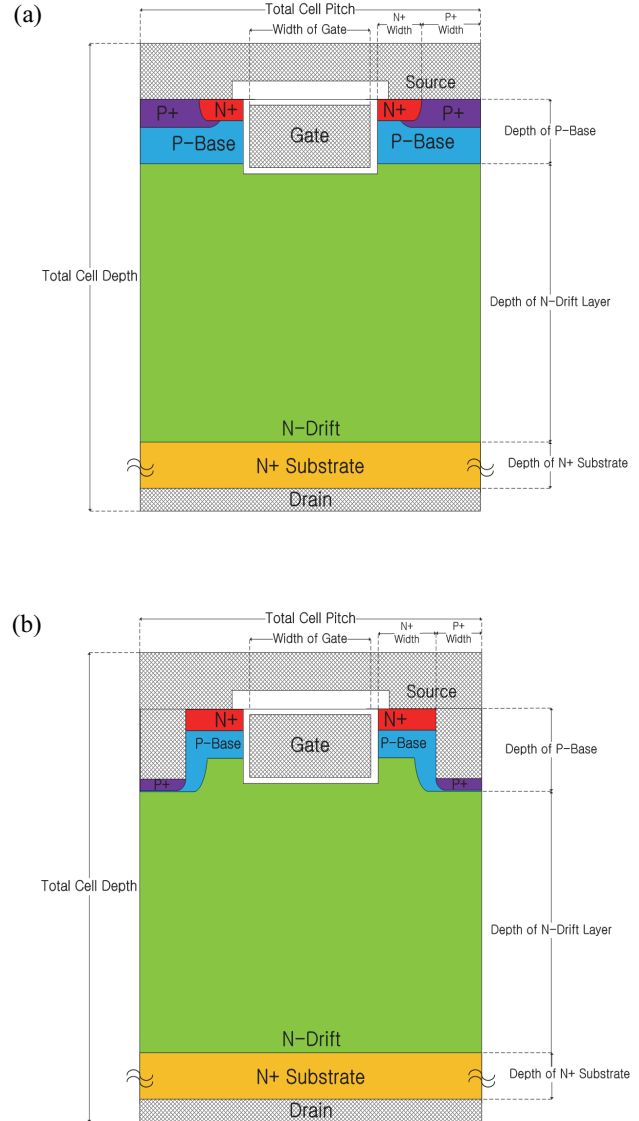 (a)
Total Cell Pitch
Width of Gate
N+
Width
P+
Width
Source
P+
N+
Gate
N+
P+
P-Base
P-Base
Depth of P-Base
Total Cell Depth
Depth of N-Drift Layer
N-Drift
N+ Substrate
Depth of N+ Substrate
Drain
(b)
Total Cell Pitch
Width of Gate
N+
Width
P+
Width
Source
N+
N+
P-Base
Gate
P-Base
Depth of P-Base
P+
P+
Total Cell Depth
Depth of N-Drift Layer
N-Drift
N+ Substrate
Depth of N+ Substrate
Drain